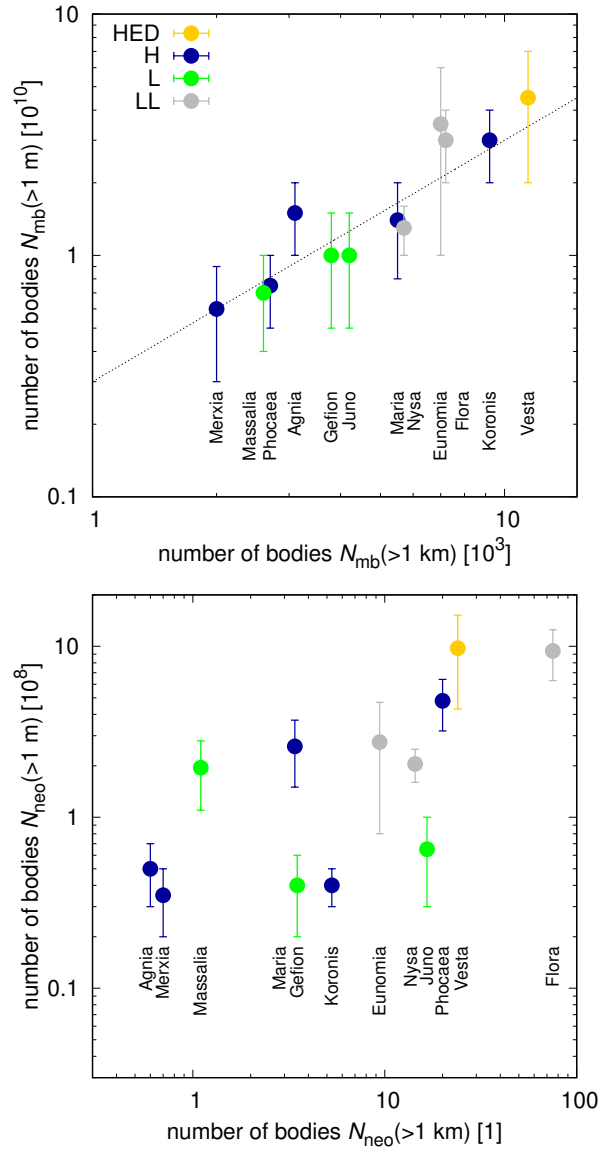 HED
H
L
LL
number of bodies N_mb(>1 m) [10^10]
10
1
0.1
Merxia
Massalia
Phocaea
Agnia
Gefion
Juno
Maria
Nysa
Eunomia
Flora
Koronis
Vesta
1
10
number of bodies N_mb(>1 km) [10^3]
number of bodies N_neo(>1 m) [10^8]
10
1
0.1
Agnia
Merxia
Massalia
Maria
Gefion
Koronis
Eunomia
Nysa
Juno
Phocaea
Vesta
Flora
1
10
100
number of bodies N_neo(>1 km) [1]